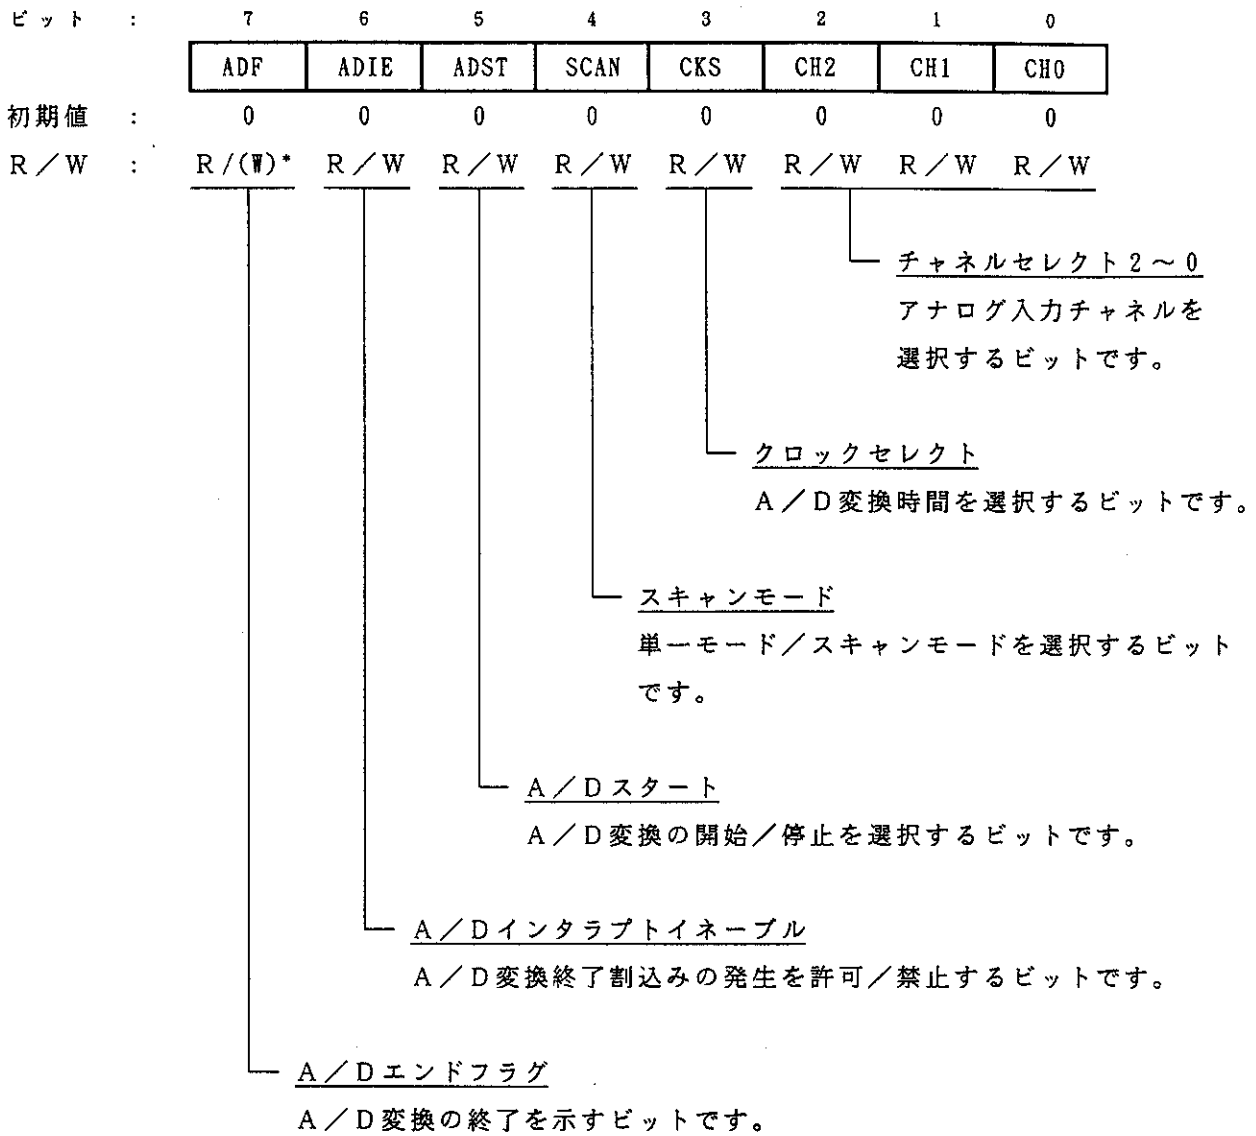 ビット : 7 6 5 4 3 2 1 0
ADF ADIE ADST SCAN CKS CH2 CH1 CH0
初期値 : 0 0 0 0 0 0 0 0
R/W : R/(W)* R/W R/W R/W R/W R/W R/W R/W
チャネルセレクト2~0
アナログ入力チャネルを
選択するビットです。
クロックセレクト
A/D変換時間を選択するビットです。
スキャンモード
単一モード/スキャンモードを選択するビット
です。
A/Dスタート
A/D変換の開始/停止を選択するビットです。
A/Dインタラプトイネーブル
A/D変換終了割込みの発生を許可/禁止するビットです。
A/Dエンドフラグ
A/D変換の終了を示すビットです。